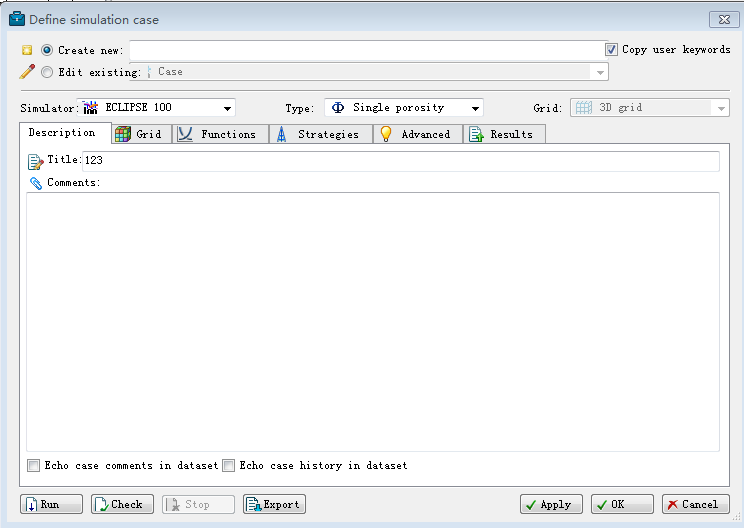 Define simulation case
Create new: Copy user keywords
Edit existing: Case
Simulator: ECLIPSE 100 Type: Φ Single porosity Grid: 3D grid
Description Grid Functions Strategies Advanced Results
Title: 123
Comments:
Echo case comments in dataset Echo case history in dataset
Run Check Stop Export Apply OK Cancel